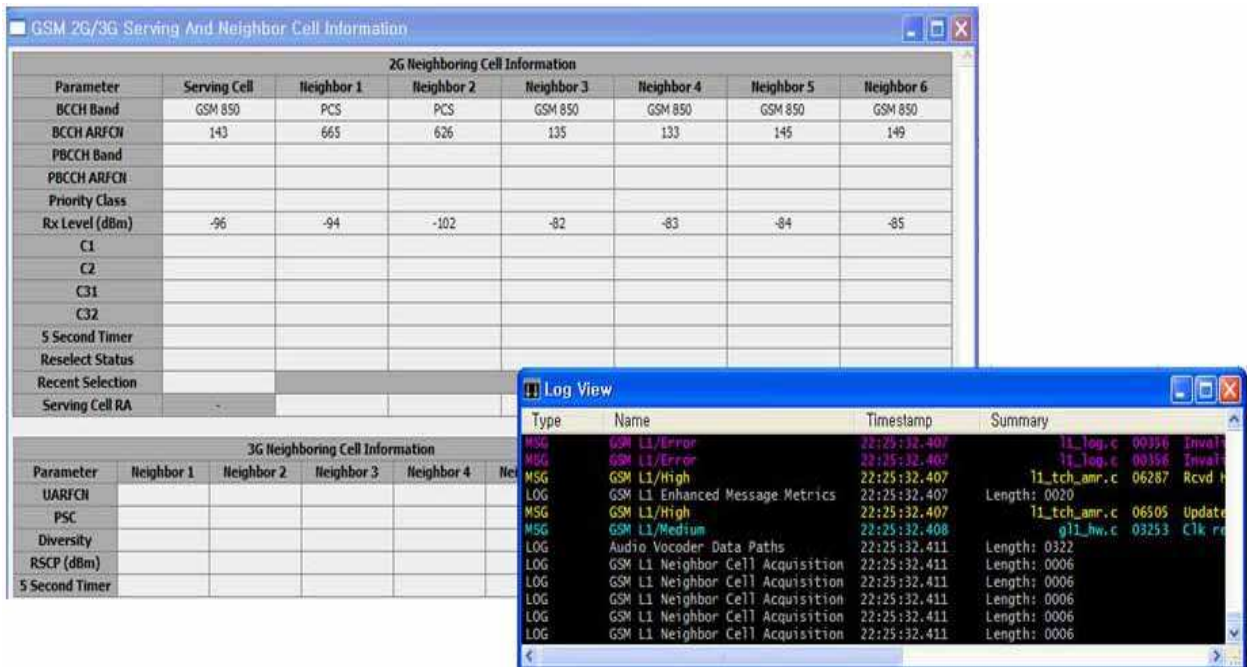 GSM 2G/3G Serving And Neighbor Cell Information
2G Neighboring Cell Information
Parameter Serving Cell Neighbor 1 Neighbor 2 Neighbor 3 Neighbor 4 Neighbor 5 Neighbor 6
BCCH Band GSM 850 PCS PCS GSM 850 GSM 850 GSM 850 GSM 850
BCCH ARFCN 143 665 626 135 133 145 149
PBCCH Band
PBCCH ARFCN
Priority Class
Rx Level (dBm) -96 -94 -102 -82 -83 -84 -85
C1
C2
C31
C32
5 Second Timer
Reselect Status
Recent Selection
Serving Cell RA -
3G Neighboring Cell Information
Parameter Neighbor 1 Neighbor 2 Neighbor 3 Neighbor 4 Nei
UARFCN
PSC
Diversity
RSCP (dBm)
5 Second Timer
Log View
Type Name Timestamp Summary
MSG GSM L1/Error 22:25:32.407 l1_log.c 00356 Invali
MSG GSM L1/Error 22:25:32.407 l1_log.c 00356 Invali
MSG GSM L1/High 22:25:32.407 l1_tch_amr.c 06287 Rcvd H
LOG GSM L1 Enhanced Message Metrics 22:25:32.407 Length: 0020
MSG GSM L1/High 22:25:32.407 l1_tch_amr.c 06505 Update
MSG GSM L1/Medium 22:25:32.408 gl1_hw.c 03253 Clk re
LOG Audio Vocoder Data Paths 22:25:32.411 Length: 0322
LOG GSM L1 Neighbor Cell Acquisition 22:25:32.411 Length: 0006
LOG GSM L1 Neighbor Cell Acquisition 22:25:32.411 Length: 0006
LOG GSM L1 Neighbor Cell Acquisition 22:25:32.411 Length: 0006
LOG GSM L1 Neighbor Cell Acquisition 22:25:32.411 Length: 0006
LOG GSM L1 Neighbor Cell Acquisition 22:25:32.411 Length: 0006